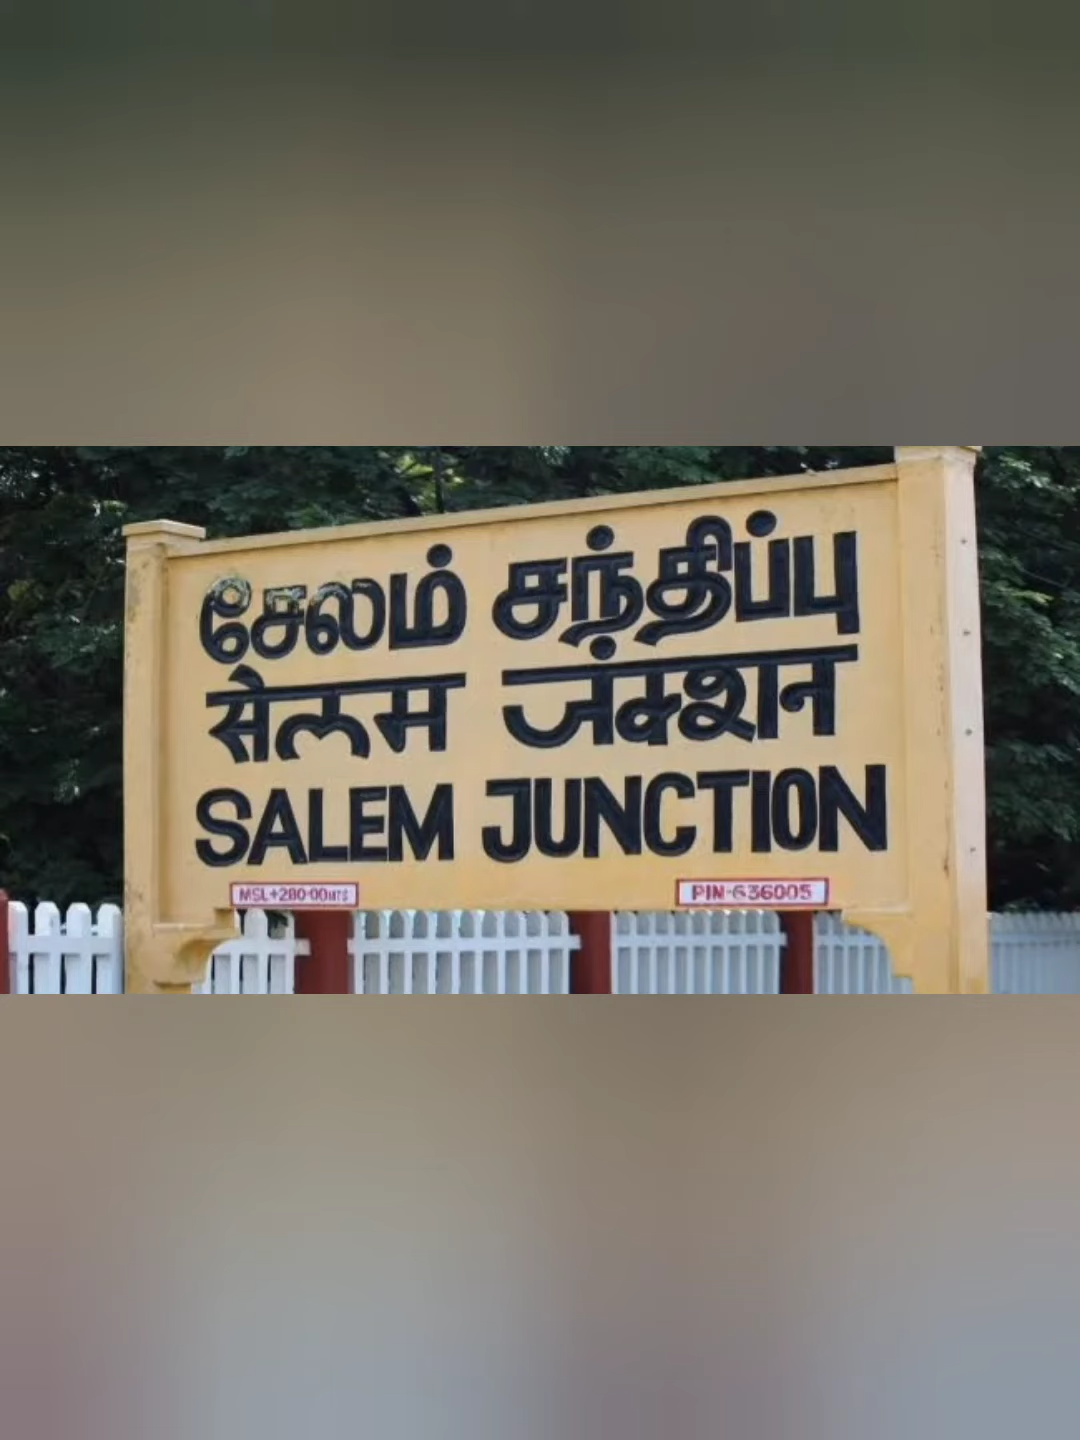 சேலம் சந்திப்பு
सेलम जंक्शन
SALEM JUNCTION
MSL+280·00MTS
PIN-636005